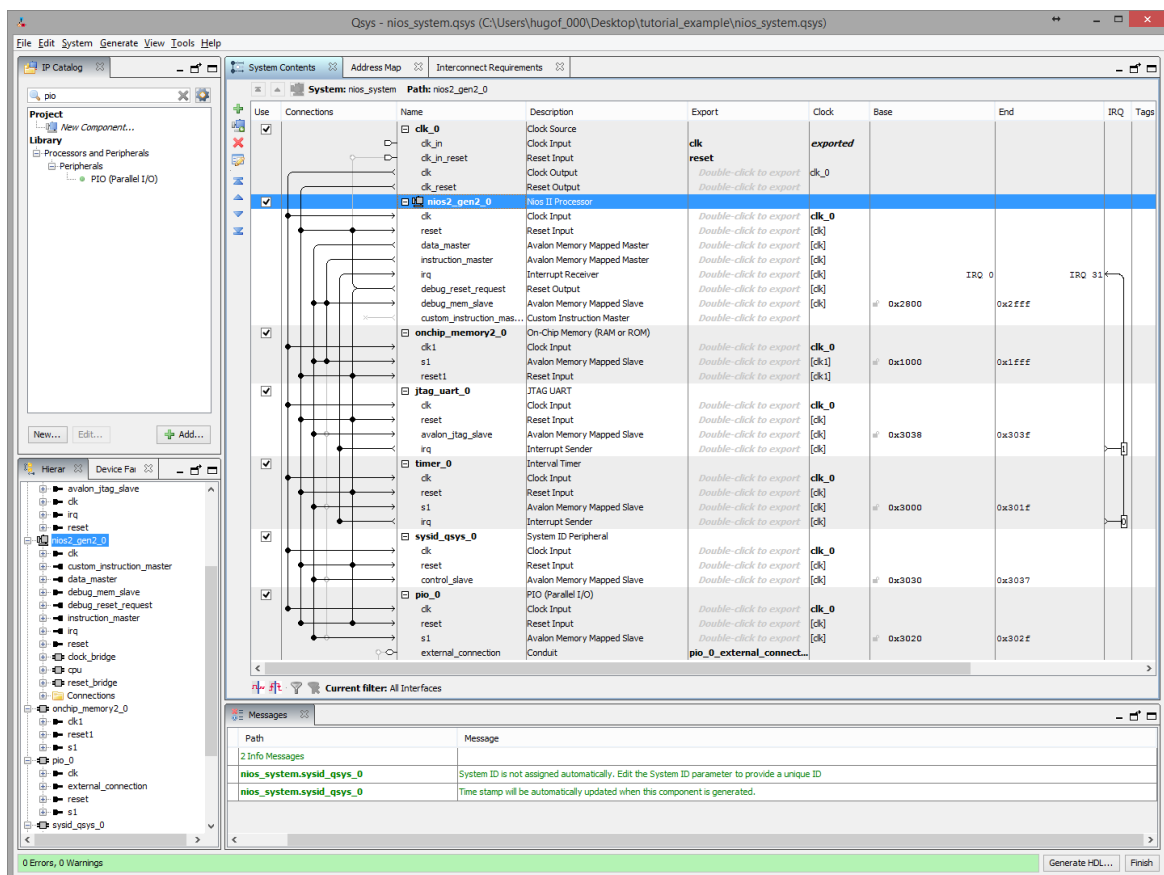 Qsys - nios_system.qsys (C:\Users\hugof_000\Desktop\tutorial_example\nios_system.qsys)
File Edit System Generate View Tools Help
IP Catalog
pio
Project
New Component...
Library
Processors and Peripherals
Peripherals
PIO (Parallel I/O)
New... Edit... Add...
Hierar Device Fai
avalon_jtag_slave
clk
irq
reset
nios2_gen2_0
clk
custom_instruction_master
data_master
debug_mem_slave
debug_reset_request
instruction_master
irq
reset
clock_bridge
cpu
reset_bridge
Connections
onchip_memory2_0
clk1
reset1
s1
pio_0
clk
external_connection
reset
s1
sysid_qsys_0
System Contents Address Map Interconnect Requirements
System: nios_system Path: nios2_gen2_0
Use Connections Name Description Export Clock Base End IRQ Tags
clk_0 Clock Source
clk_in Clock Input clk exported
clk_in_reset Reset Input reset
clk Clock Output Double-click to export clk_0
clk_reset Reset Output Double-click to export
nios2_gen2_0 Nios II Processor
clk Clock Input Double-click to export clk_0
reset Reset Input Double-click to export [clk]
data_master Avalon Memory Mapped Master Double-click to export [clk]
instruction_master Avalon Memory Mapped Master Double-click to export [clk]
irq Interrupt Receiver Double-click to export [clk] IRQ 0 IRQ 31
debug_reset_request Reset Output Double-click to export [clk]
debug_mem_slave Avalon Memory Mapped Slave Double-click to export [clk] 0x2800 0x2fff
custom_instruction_mas... Custom Instruction Master Double-click to export
onchip_memory2_0 On-Chip Memory (RAM or ROM)
clk1 Clock Input Double-click to export clk_0
s1 Avalon Memory Mapped Slave Double-click to export [clk1] 0x1000 0x1fff
reset1 Reset Input Double-click to export [clk1]
jtag_uart_0 JTAG UART
clk Clock Input Double-click to export clk_0
reset Reset Input Double-click to export [clk]
avalon_jtag_slave Avalon Memory Mapped Slave Double-click to export [clk] 0x3038 0x303f
irq Interrupt Sender Double-click to export [clk] 1
timer_0 Interval Timer
clk Clock Input Double-click to export clk_0
reset Reset Input Double-click to export [clk]
s1 Avalon Memory Mapped Slave Double-click to export [clk] 0x3000 0x301f
irq Interrupt Sender Double-click to export [clk] 0
sysid_qsys_0 System ID Peripheral
clk Clock Input Double-click to export clk_0
reset Reset Input Double-click to export [clk]
control_slave Avalon Memory Mapped Slave Double-click to export [clk] 0x3030 0x3037
pio_0 PIO (Parallel I/O)
clk Clock Input Double-click to export clk_0
reset Reset Input Double-click to export [clk]
s1 Avalon Memory Mapped Slave Double-click to export [clk] 0x3020 0x302f
external_connection Conduit pio_0_external_connect...
Current filter: All Interfaces
Messages
Path Message
2 Info Messages
nios_system.sysid_qsys_0 System ID is not assigned automatically. Edit the System ID parameter to provide a unique ID
nios_system.sysid_qsys_0 Time stamp will be automatically updated when this component is generated.
0 Errors, 0 Warnings Generate HDL... Finish